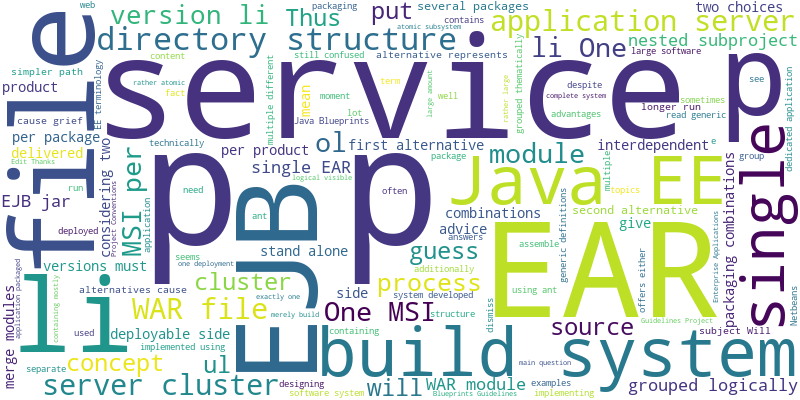 web
packaging
several packages
two choices
version li
Thus
put
contains
atomic subsystem
application server
directory structure
still confused
alternative represents
li One
large software
nested subproject
content
rather atomic
simpler path
product
file
EE terminology
fact
term
mean
moment
Java Blueprints
lot
multiple different
large amount
well
rather large
grouped thematically
despite
complete system
advantages
see
sometimes
longer run
read generic
dedicated application
service p
cause grief
per package
ol
first alternative
interdependent
e
delivered
technically
per product
single EAR
module
package
group
EJB jar
considering two
MSI per
p
p
Java EE
multiple
topics
need
often
run
logical visible
combinations
second alternative
packaging combinations
single
deployed
Project Conventions
application
EJB
ant
advice
answers
give
generic definitions
Enterprise Applications
versions must
seems
one deployment
stand alone
guess
using ant
assemble
EAR
alternatives cause
exactly one
cluster
process
additionally
offers either
application packaged
li
containing mostly
WAR file
merely build
side
system developed
structure
dismiss
Netbeans
merge modules
used
One MSI
containing
source
Guidelines Project
deployable side
implemented using
build system
subject Will
concept
ul
main question
separate
designing
will
WAR module
examples
grouped logically
server cluster
software system
Blueprints Guidelines
implementing
Edit Thanks